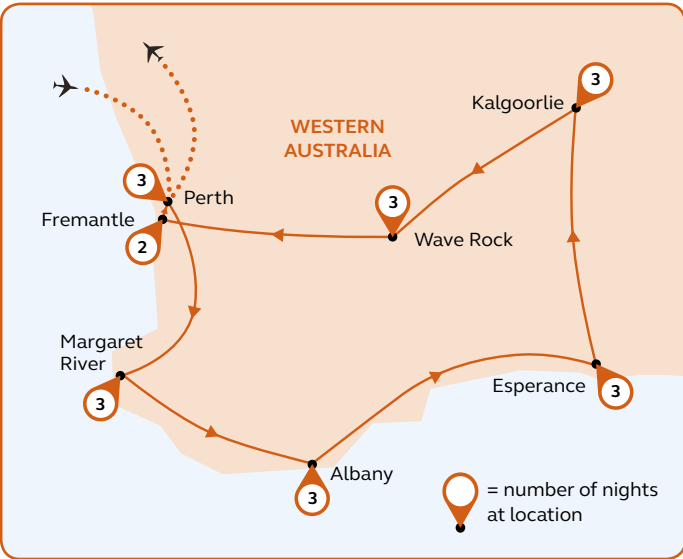 3
Kalgoorlie
WESTERN
AUSTRALIA
3
Perth
3
Fremantle
2
Wave Rock
Margaret
River
3
Esperance
3
Albany
3
= number of nights
at location